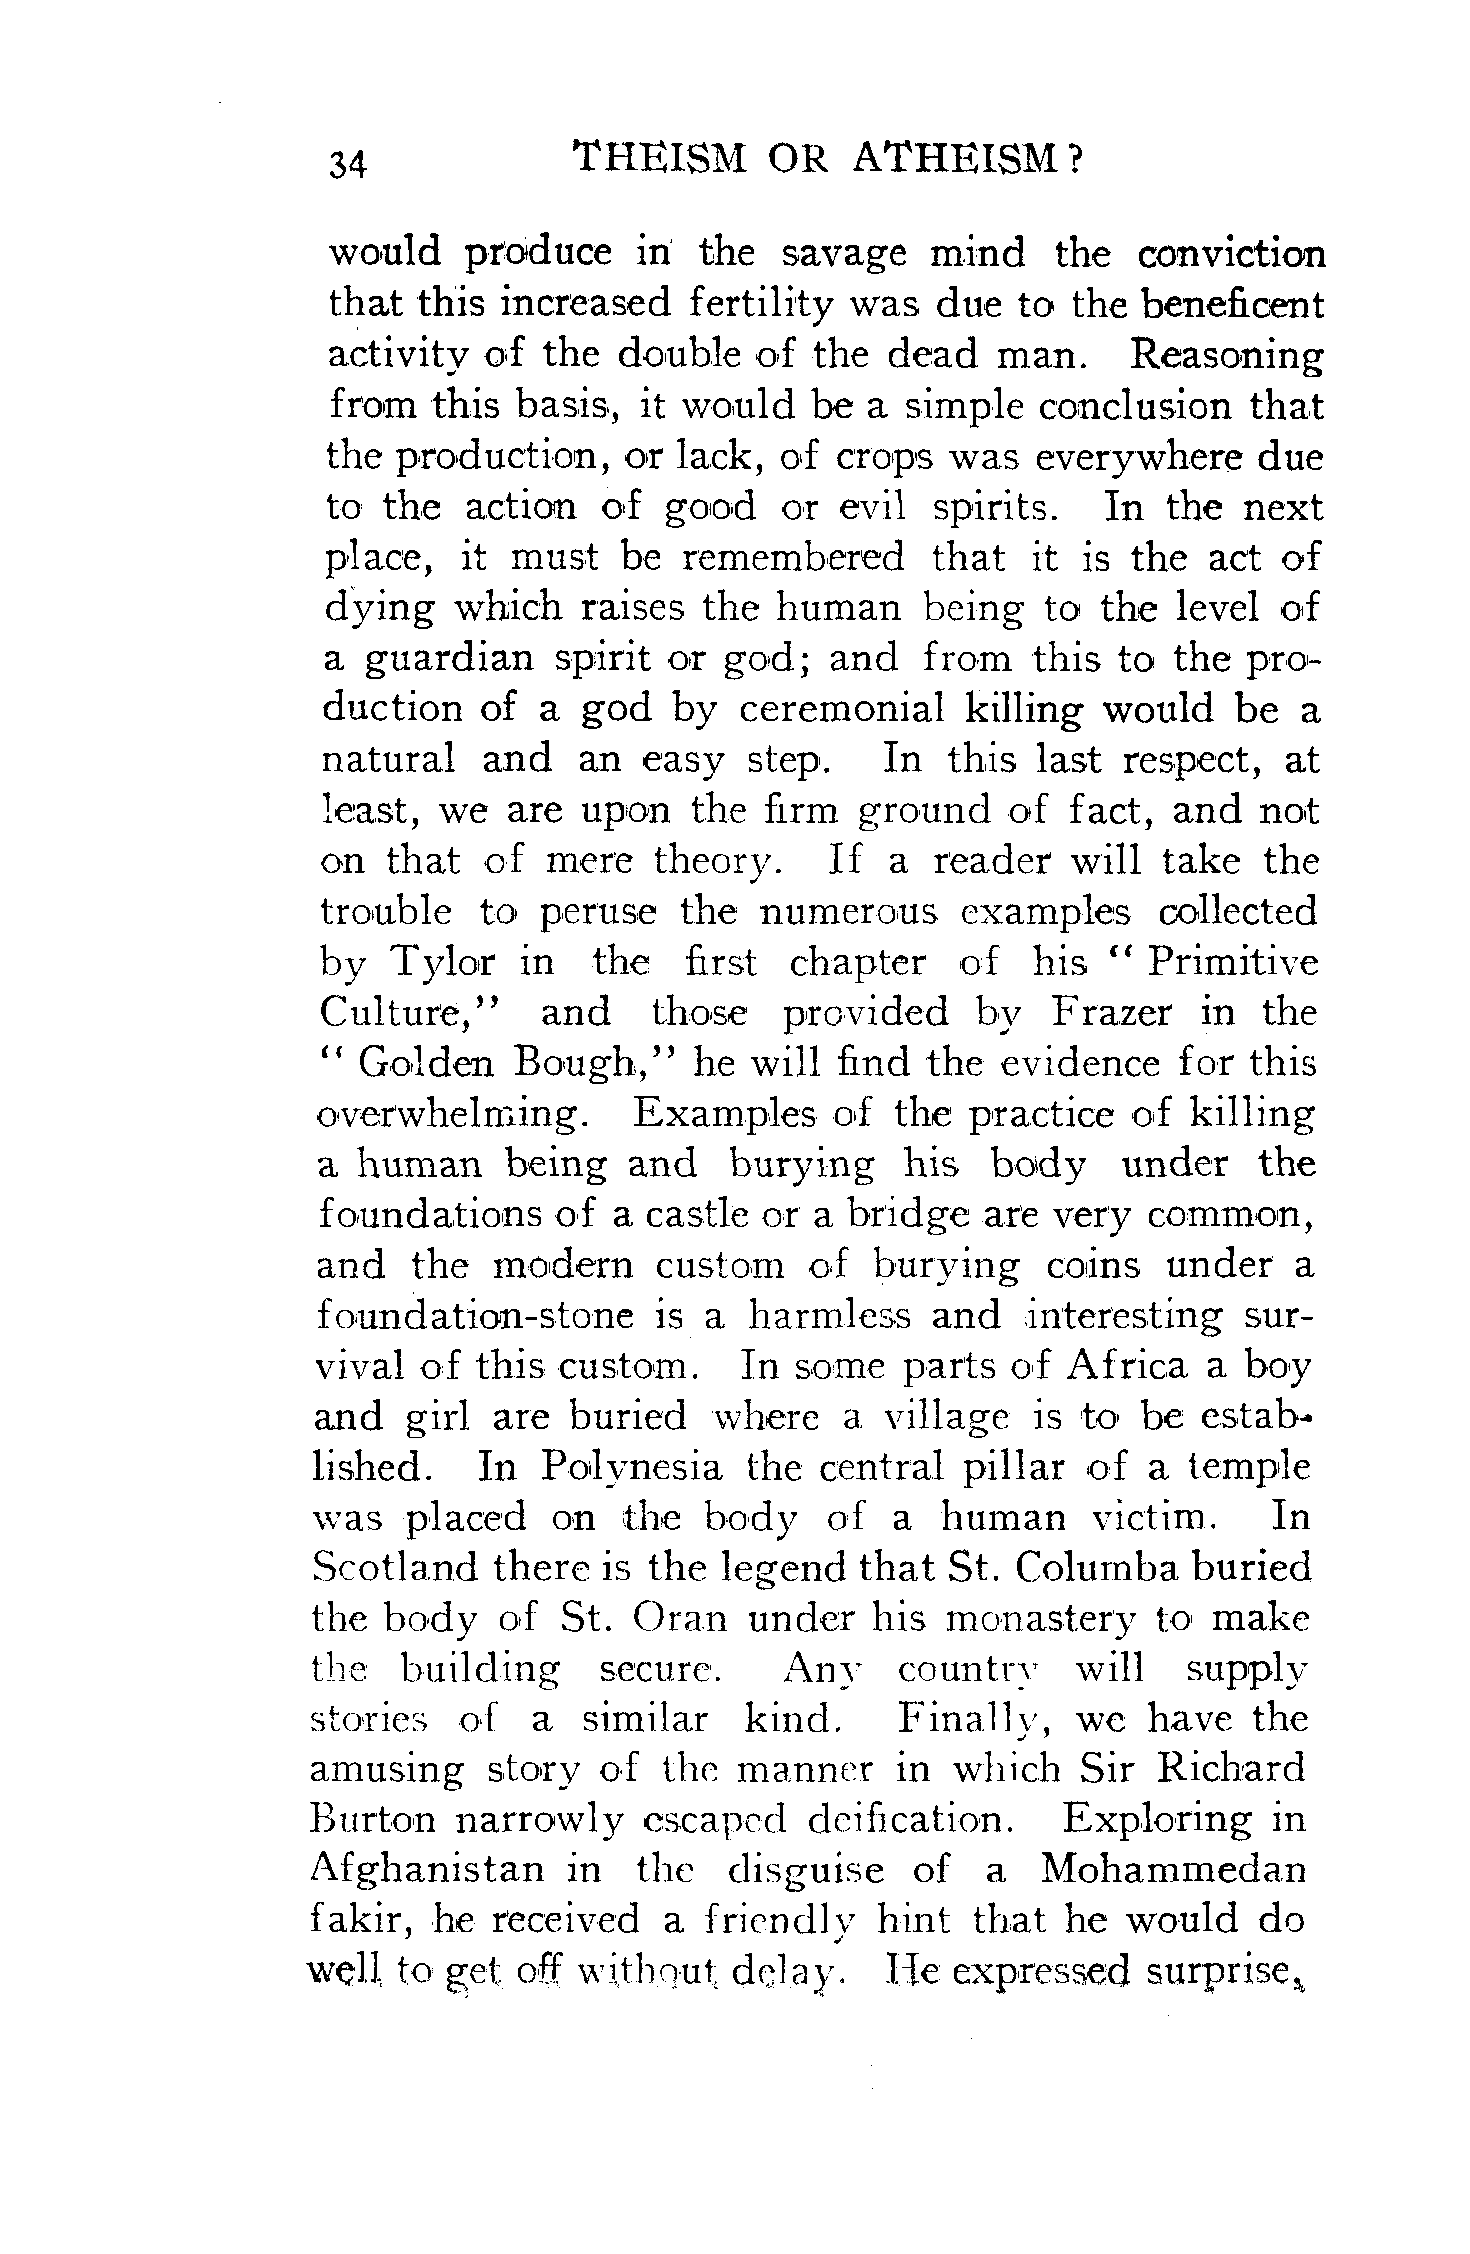 34 THEISM OR ATHEISM?
would produce in the savage mind the conviction
that this increased fertility was due to the beneficent
activity of the double of the dead man. Reasoning
from this basis, it would be a simple conclusion that
the production, or lack, of crops was everywhere due
to the action of good or evil spirits. In the next
place, it must be remembered that it is the act of
dying which raises the human being to the level of
a guardian spirit or god; and from this to the pro-
duction of a god by ceremonial killing would be a
natural and an easy step. In this last respect, at
least, we are upon the firm ground of fact, and not
on that of mere theory. If a reader will take the
trouble to peruse the numerous examples collected
by Tylor in the first chapter of his "Primitive
Culture," and those provided by Frazer in the
"Golden Bough," he will find the evidence for this
overwhelming. Examples of the practice of killing
a human being and burying his body under the
foundations of a castle or a bridge are very common,
and the modern custom of burying coins under a
foundation-stone is a harmless and interesting sur-
vival of this custom. In some parts of Africa a boy
and girl are buried where a village is to be estab-
lished. In Polynesia the central pillar of a temple
was placed on the body of a human victim. In
Scotland there is the legend that St. Columba buried
the body of St. Oran under his monastery to make
the building secure. Any country will supply
stories of a similar kind. Finally, we have the
amusing story of the manner in which Sir Richard
Burton narrowly escaped deification. Exploring in
Afghanistan in the disguise of a Mohammedan
fakir, he received a friendly hint that he would do
well to get off without delay. He expressed surprise,